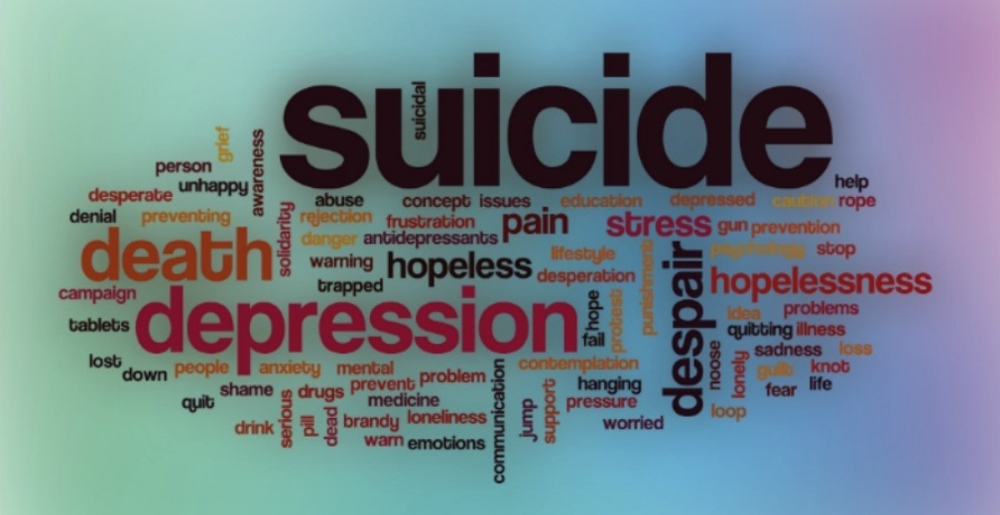 suicide
suicidal
person
grief
awareness
desperate
unhappy
help
denial
preventing
abuse
concept issues
education
depressed
caution
rope
rejection
frustration
pain
stress
gun prevention
death
solidarity
danger
antidepressants
lifestyle
punishment
psychology
stop
warning
hopeless
desperation
despair
hopelessness
campaign
trapped
tablets
depression
hope
protest
idea
problems
fail
quitting
illness
lost
down
people
anxiety
mental
communication
contemplation
noose
lonely
sadness
loss
guilt
knot
quit
shame
serious
drugs
prevent
problem
hanging
fear
life
pill
dead
medicine
jump
support
pressure
loop
drink
brandy
loneliness
worried
warn
emotions